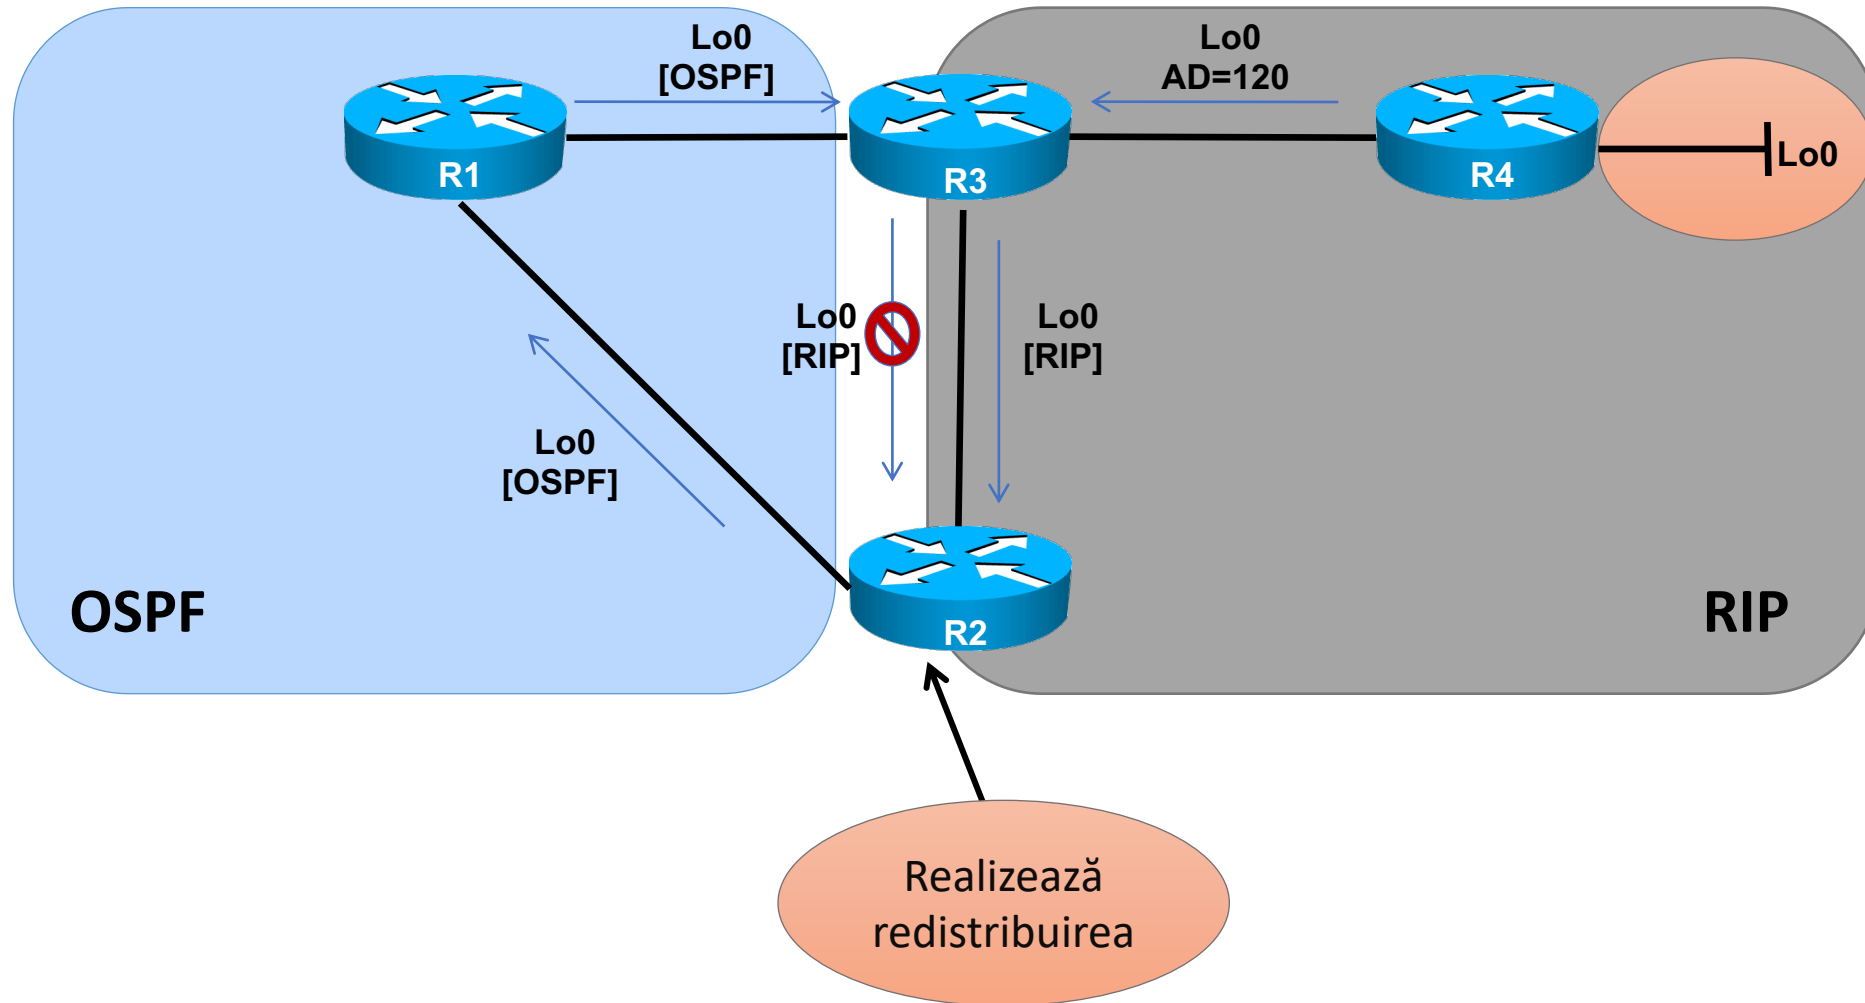 Lo0
[OSPF]
Lo0
AD=120
R1
R3
R4
Lo0
Lo0
[RIP]
Lo0
[RIP]
Lo0
[OSPF]
OSPF
R2
RIP
Realizează
redistribuirea